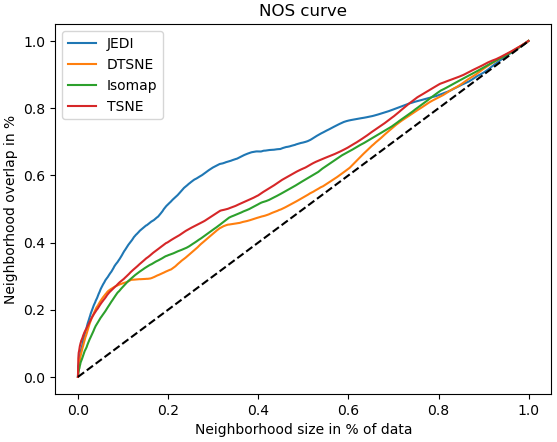 NOS curve
JEDI
DTSNE
Isomap
TSNE
Neighborhood overlap in %
1.0
0.8
0.6
0.4
0.2
0.0
0.0 0.2 0.4 0.6 0.8 1.0
Neighborhood size in % of data